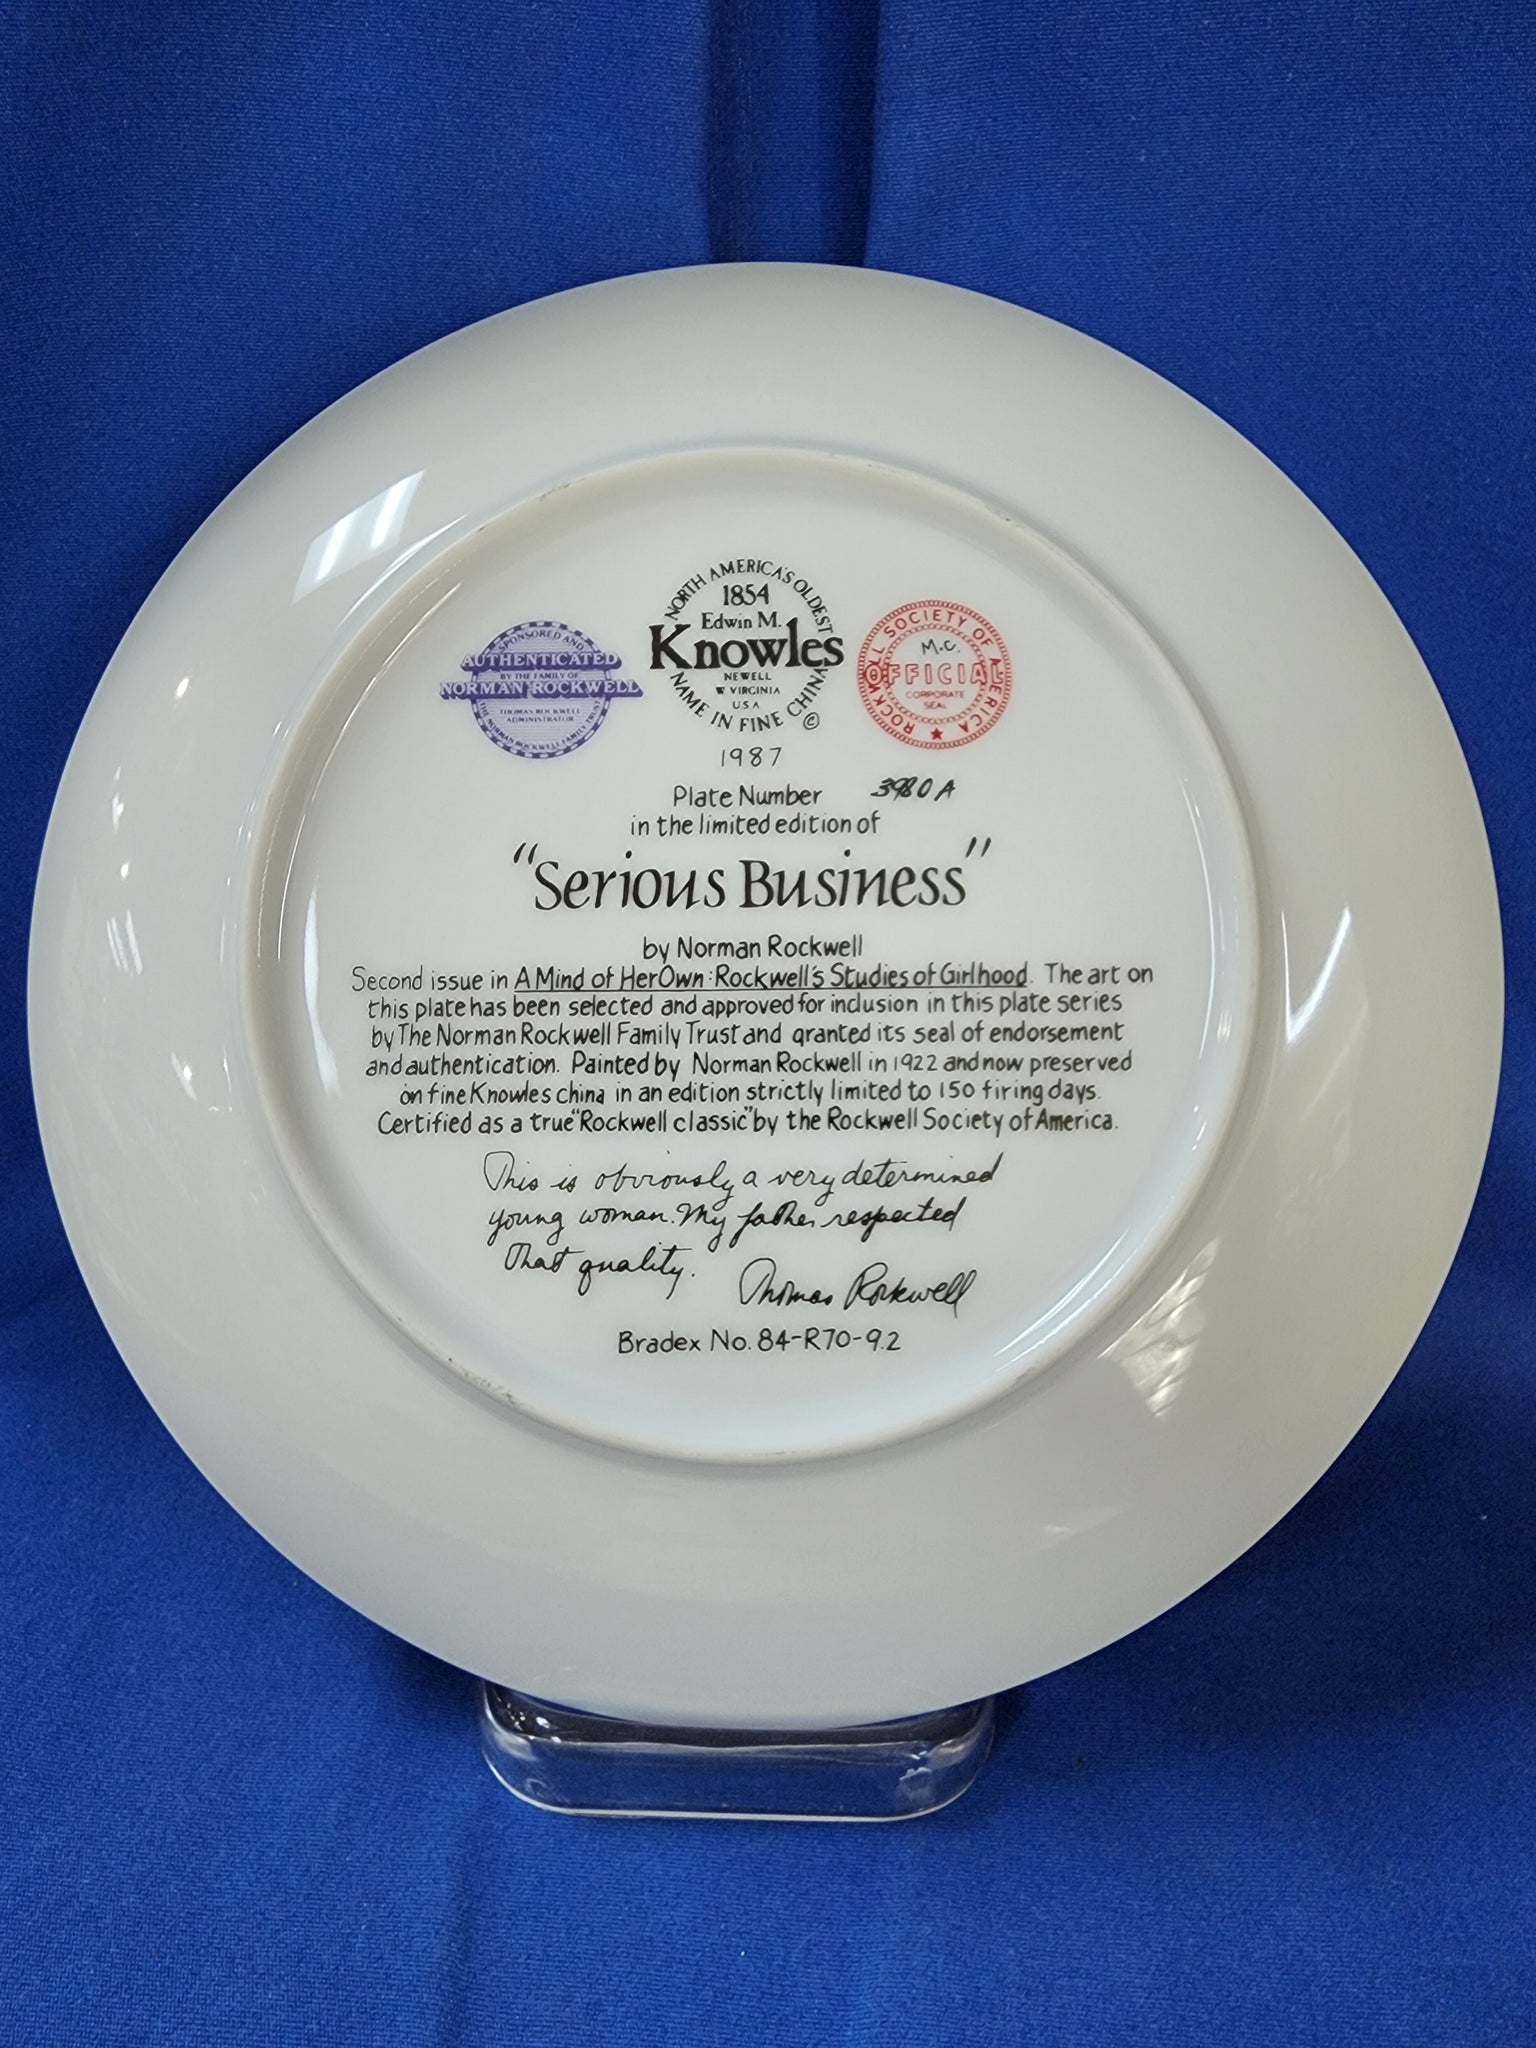 SPONSORED AND
AUTHENTICATED
BY THE FAMILY OF
NORMAN ROCKWELL
THOMAS ROCKWELL
ADMINISTRATOR
THE NORMAN ROCKWELL FAMILY TRUST
NORTH AMERICA'S OLDEST
1854
Edwin M.
Knowles
NEWELL
W VIRGINIA
USA
NAME IN FINE CHINA
©
ROCKWELL SOCIETY OF AMERICA
M.C.
OFFICIAL
CORPORATE
SEAL
1987
Plate Number 3980A
in the limited edition of
"Serious Business"
by Norman Rockwell
Second issue in A Mind of Her Own: Rockwell's Studies of Girlhood. The art on
this plate has been selected and approved for inclusion in this plate series
by The Norman Rockwell Family Trust and granted its seal of endorsement
and authentication. Painted by Norman Rockwell in 1922 and now preserved
on fine Knowles china in an edition strictly limited to 150 firing days.
Certified as a true "Rockwell classic" by the Rockwell Society of America.
This is obviously a very determined
young woman. My father respected
that quality.
Thomas Rockwell
Bradex No. 84-R70-9.2